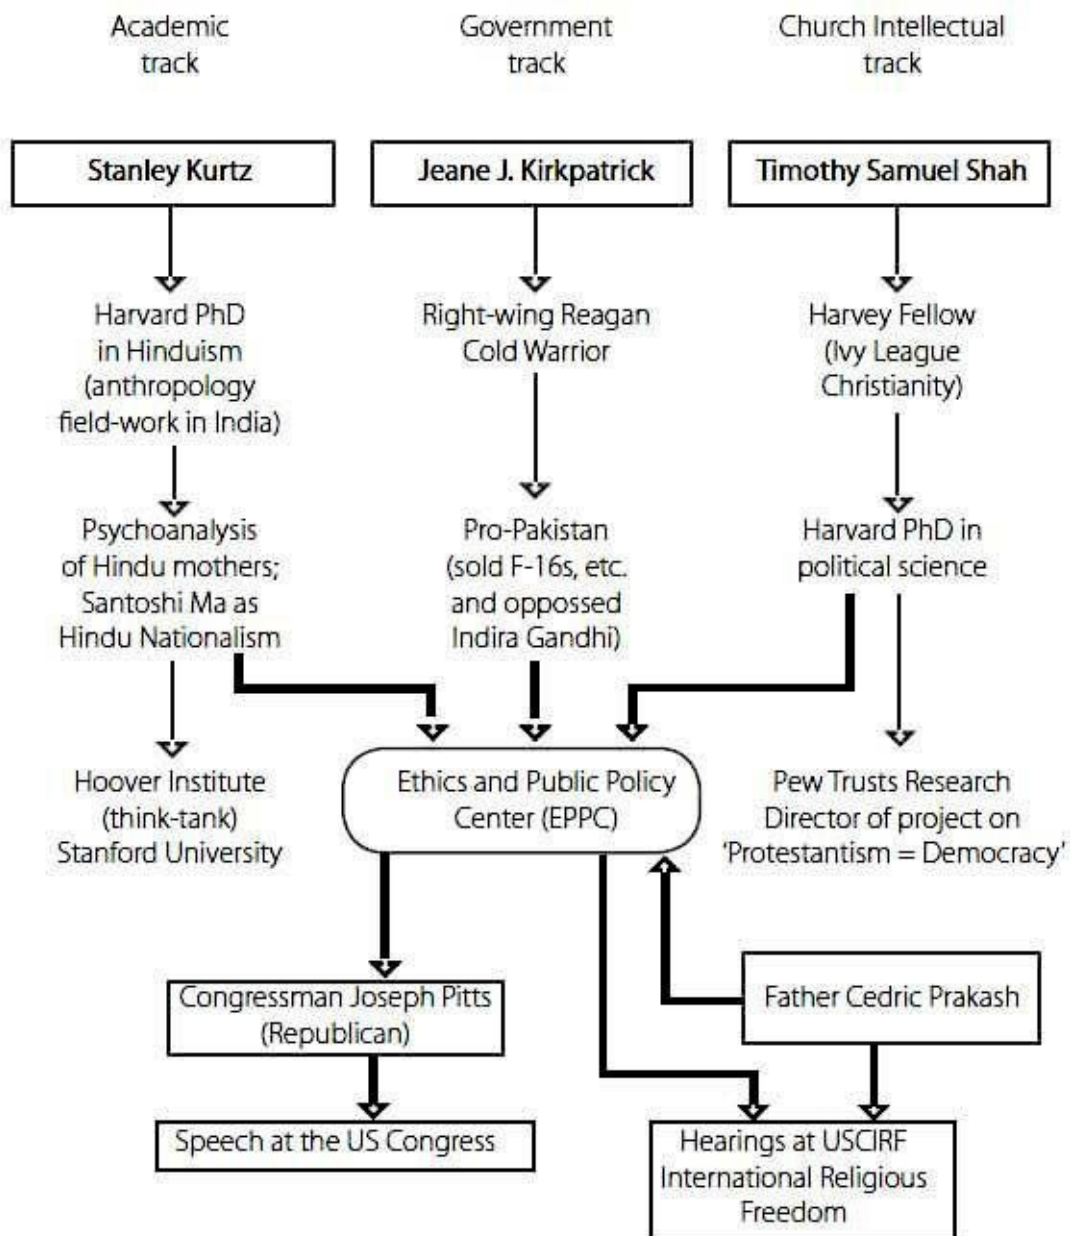 Academic
track
Government
track
Church Intellectual
track
Stanley Kurtz
Jeane J. Kirkpatrick
Timothy Samuel Shah
Harvard PhD
in Hinduism
(anthropology
field-work in India)
Right-wing Reagan
Cold Warrior
Harvey Fellow
(Ivy League
Christianity)
Psychoanalysis
of Hindu mothers;
Santoshi Ma as
Hindu Nationalism
Pro-Pakistan
(sold F-16s, etc.
and oppossed
Indira Gandhi)
Harvard PhD in
political science
Hoover Institute
(think-tank)
Stanford University
Ethics and Public Policy
Center (EPPC)
Pew Trusts Research
Director of project on
'Protestantism = Democracy'
Congressman Joseph Pitts
(Republican)
Father Cedric Prakash
Speech at the US Congress
Hearings at USCIRF
International Religious
Freedom